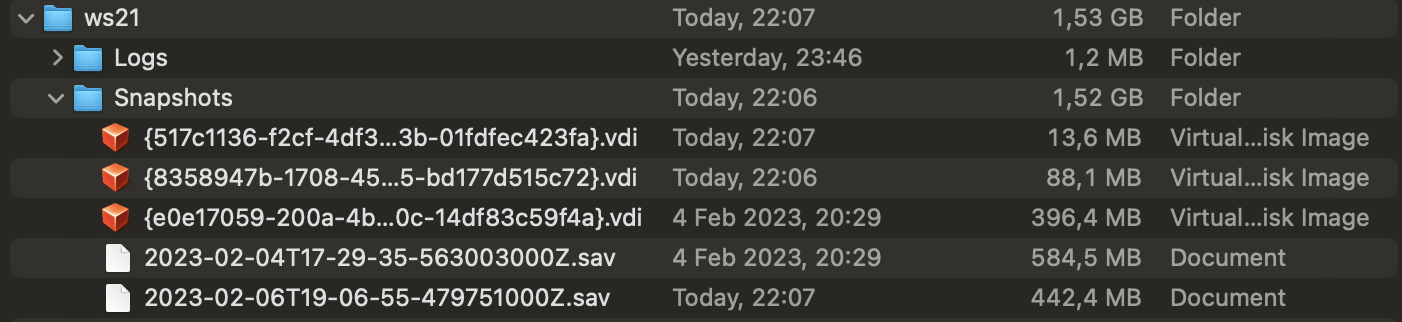 ws21 Today, 22:07 1,53 GB Folder
Logs Yesterday, 23:46 1,2 MB Folder
Snapshots Today, 22:06 1,52 GB Folder
{517c1136-f2cf-4df3...3b-01fdfec423fa}.vdi Today, 22:07 13,6 MB Virtual...isk Image
{8358947b-1708-45...5-bd177d515c72}.vdi Today, 22:06 88,1 MB Virtual...isk Image
{e0e17059-200a-4b...0c-14df83c59f4a}.vdi 4 Feb 2023, 20:29 396,4 MB Virtual...isk Image
2023-02-04T17-29-35-563003000Z.sav 4 Feb 2023, 20:29 584,5 MB Document
2023-02-06T19-06-55-479751000Z.sav Today, 22:07 442,4 MB Document